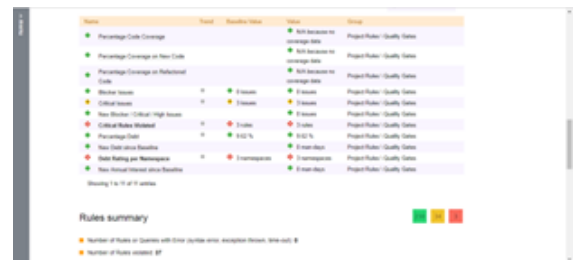 Name Trend Baseline Value Value Group
Percentage Code Coverage N/A because no coverage data Project Rules / Quality Gates
Percentage Coverage on New Code N/A because no coverage data Project Rules / Quality Gates
Percentage Coverage on Refactored Code N/A because no coverage data Project Rules / Quality Gates
Blocker Issues 0 issues 0 issues Project Rules / Quality Gates
Critical Issues 3 issues 3 issues Project Rules / Quality Gates
New Blocker / Critical / High Issues 0 issues Project Rules / Quality Gates
Critical Rules Violated 3 rules 3 rules Project Rules / Quality Gates
Percentage Debt 9.62 % 9.62 % Project Rules / Quality Gates
New Debt since Baseline 0 man-days Project Rules / Quality Gates
Debt Rating per Namespace 3 namespaces 3 namespaces Project Rules / Quality Gates
New Annual Interest since Baseline 0 man-days Project Rules / Quality Gates
Showing 1 to 11 of 11 entries
Rules summary
Number of Rules or Queries with Error (syntax error, exception thrown, time-out): 0
Number of Rules violated: 37